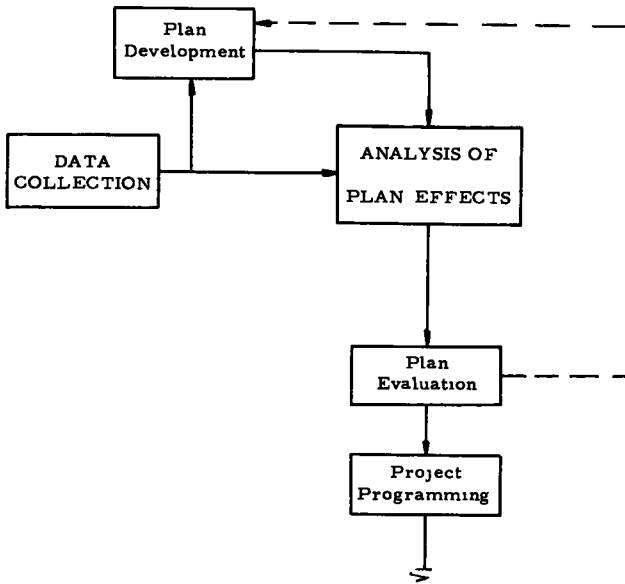 Plan
Development
DATA
COLLECTION
ANALYSIS OF
PLAN EFFECTS
Plan
Evaluation
Project
Programming